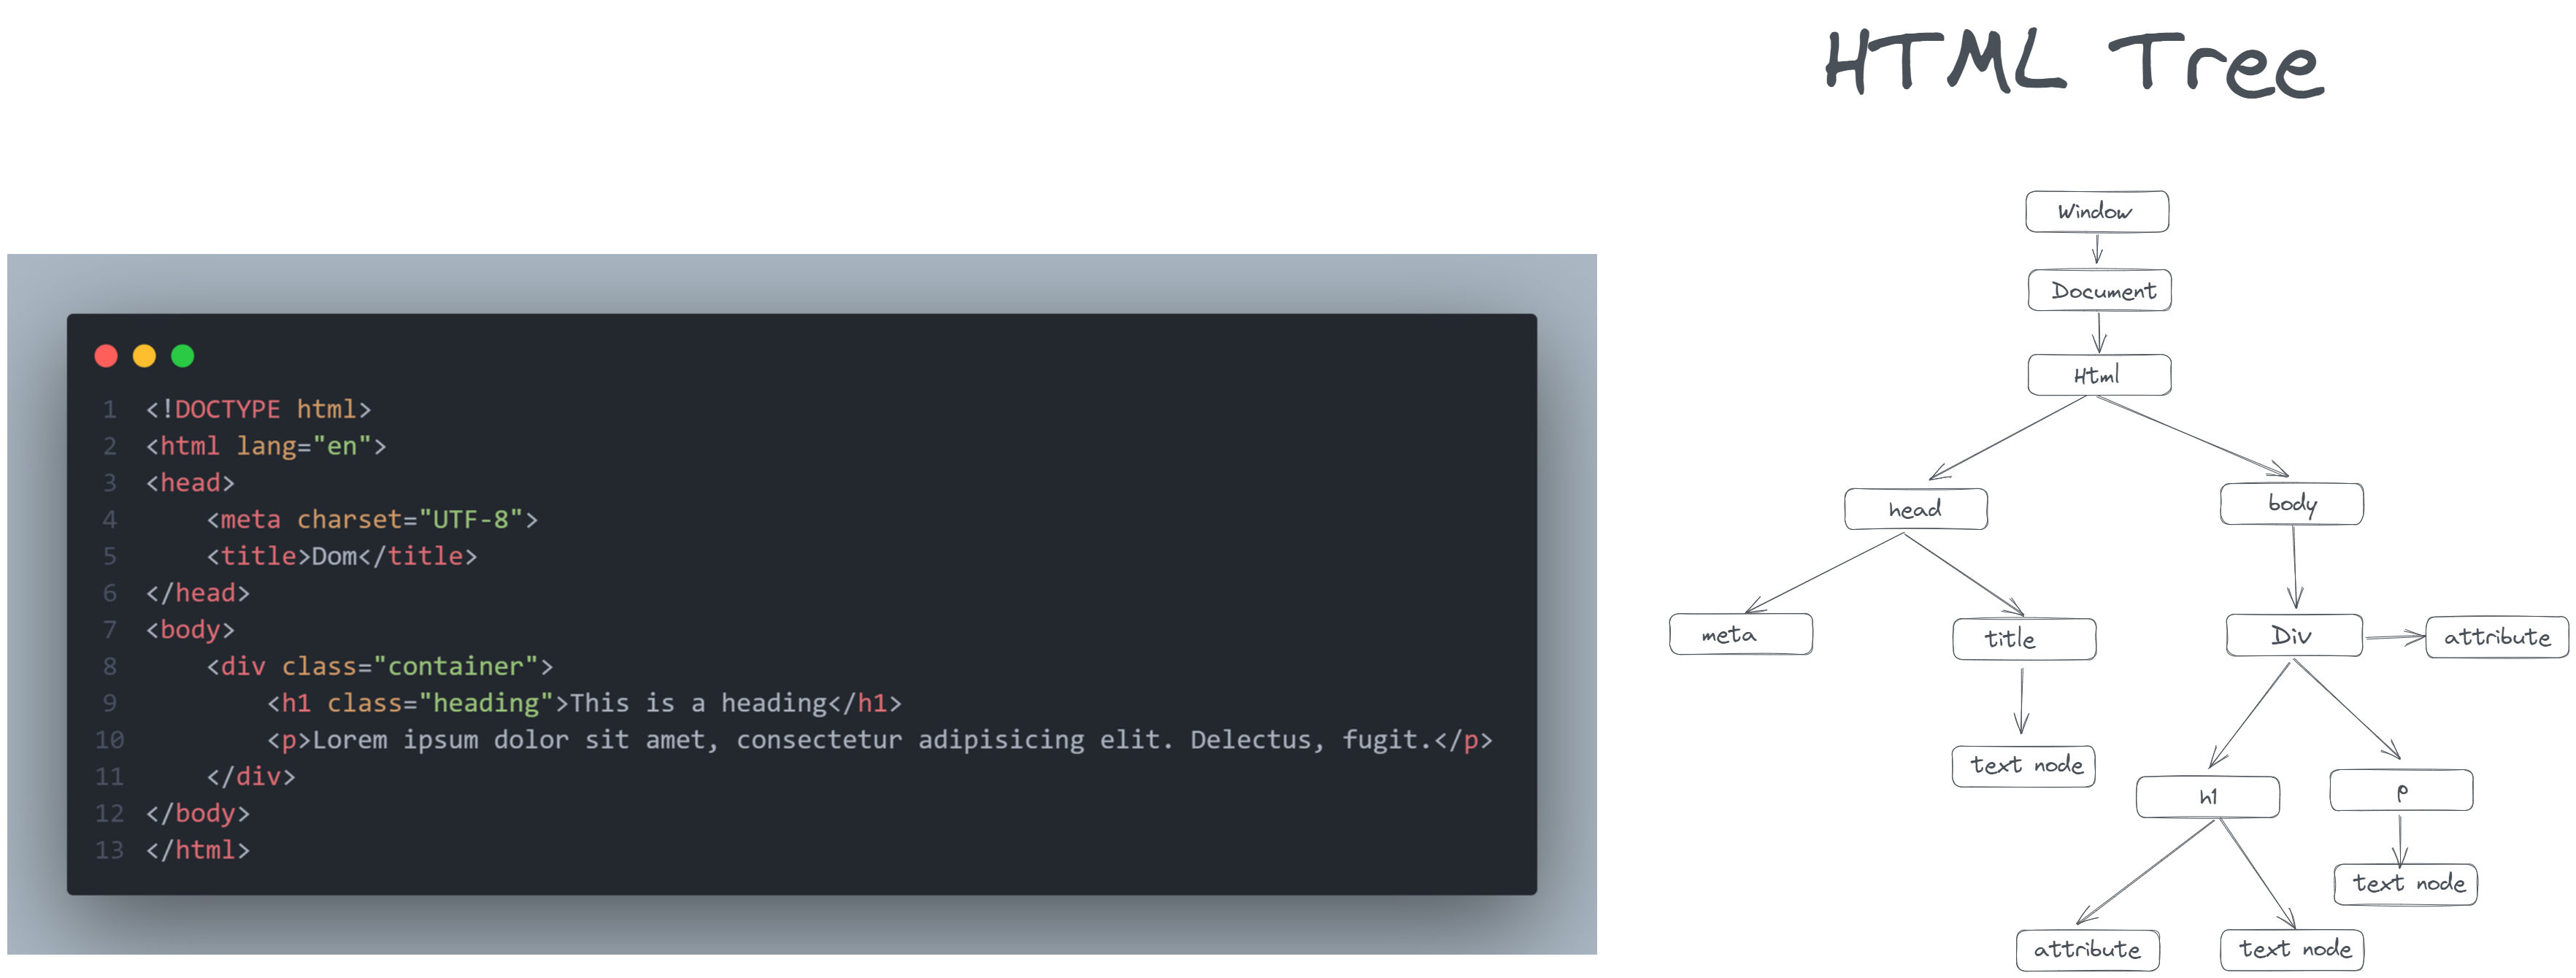 HTML Tree
1 <!DOCTYPE html>
2 <html lang="en">
3 <head>
4     <meta charset="UTF-8">
5     <title>Dom</title>
6 </head>
7 <body>
8     <div class="container">
9         <h1 class="heading">This is a heading</h1>
10         <p>Lorem ipsum dolor sit amet, consectetur adipisicing elit. Delectus, fugit.</p>
11     </div>
12 </body>
13 </html>
Window
Document
Html
head
body
meta
title
Div
attribute
text node
h1
p
text node
attribute
text node